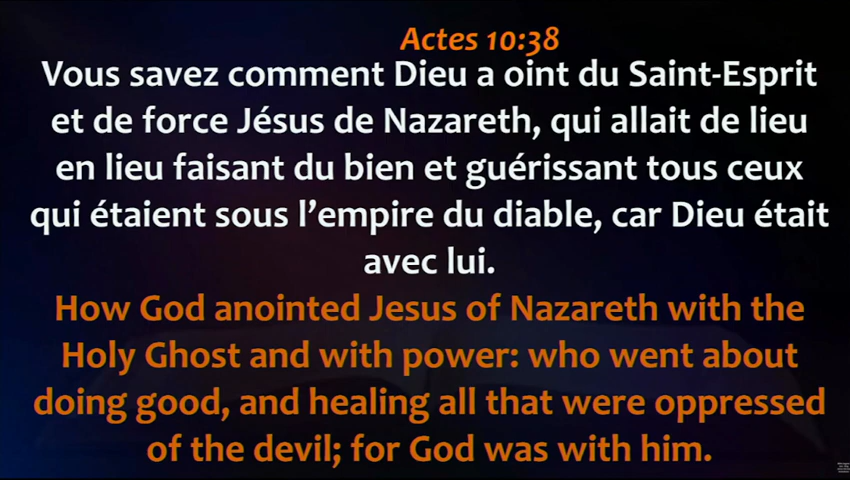 Actes 10:38
Vous savez comment Dieu a oint du Saint-Esprit
et de force Jésus de Nazareth, qui allait de lieu
en lieu faisant du bien et guérissant tous ceux
qui étaient sous l’empire du diable, car Dieu était
avec lui.
How God anointed Jesus of Nazareth with the
Holy Ghost and with power: who went about
doing good, and healing all that were oppressed
of the devil; for God was with him.